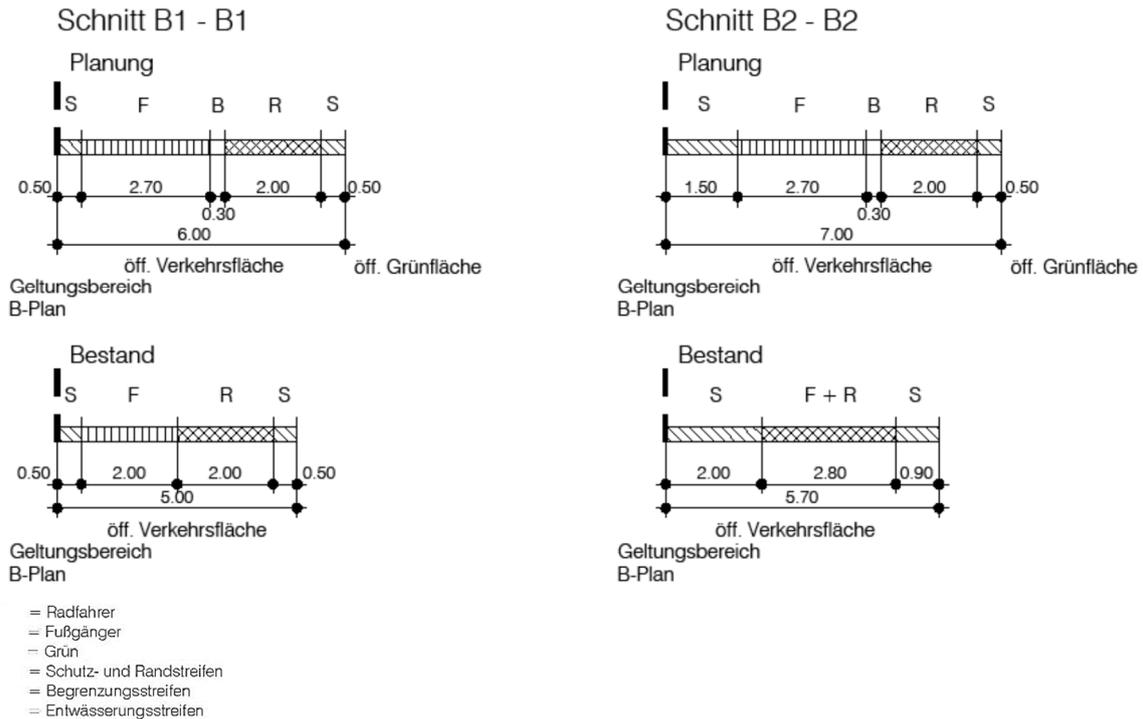 Schnitt B1 - B1
Planung
S F B R S
0.50 2.70 2.00 0.50
0.30
6.00
öff. Verkehrsfläche öff. Grünfläche
Geltungsbereich
B-Plan
Bestand
S F R S
0.50 2.00 2.00 0.50
5.00
öff. Verkehrsfläche
Geltungsbereich
B-Plan
Schnitt B2 - B2
Planung
S F B R S
1.50 2.70 2.00 0.50
0.30
7.00
öff. Verkehrsfläche öff. Grünfläche
Geltungsbereich
B-Plan
Bestand
S F + R S
2.00 2.80 0.90
5.70
öff. Verkehrsfläche
Geltungsbereich
B-Plan
= Radfahrer
= Fußgänger
= Grün
= Schutz- und Randstreifen
= Begrenzungsstreifen
= Entwässerungsstreifen